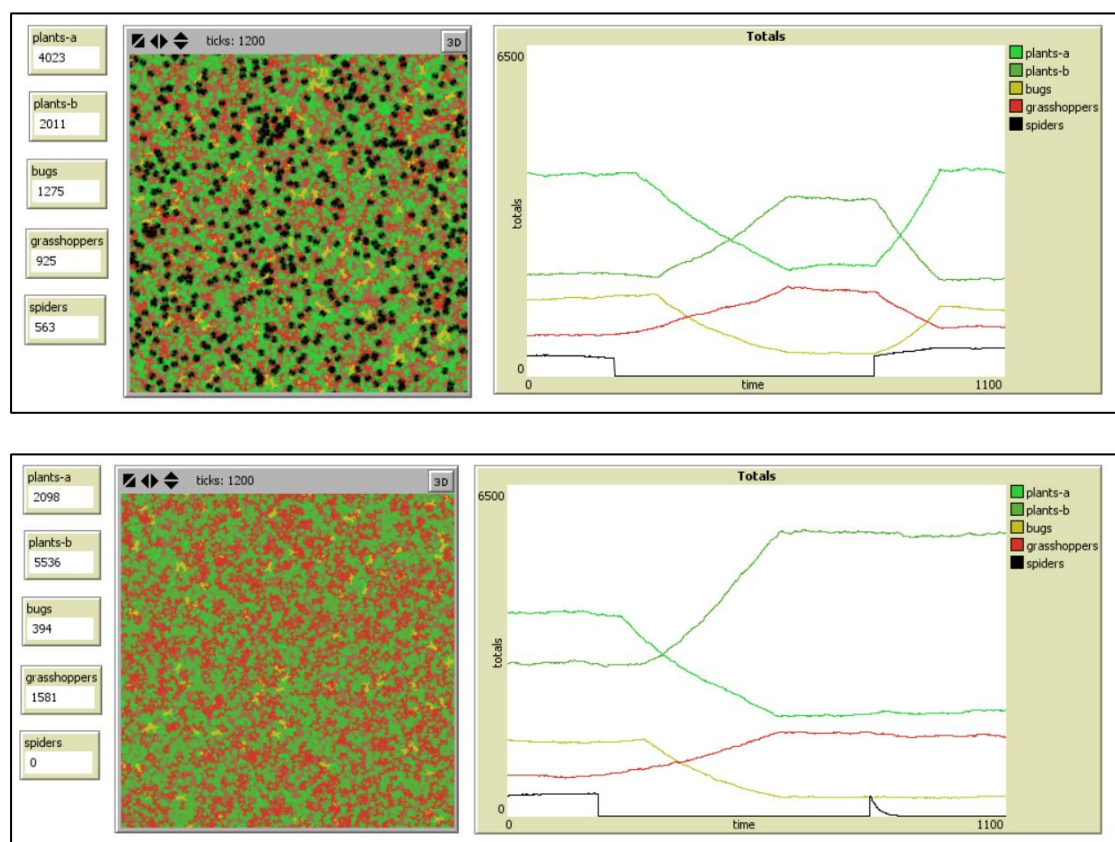 plants-a
4023
plants-b
2011
bugs
1275
grasshoppers
925
spiders
563
ticks: 1200
3D
Totals
6500
totals
0
0
time
1100
plants-a
plants-b
bugs
grasshoppers
spiders
plants-a
2098
plants-b
5536
bugs
394
grasshoppers
1581
spiders
0
ticks: 1200
3D
Totals
6500
totals
0
0
time
1100
plants-a
plants-b
bugs
grasshoppers
spiders